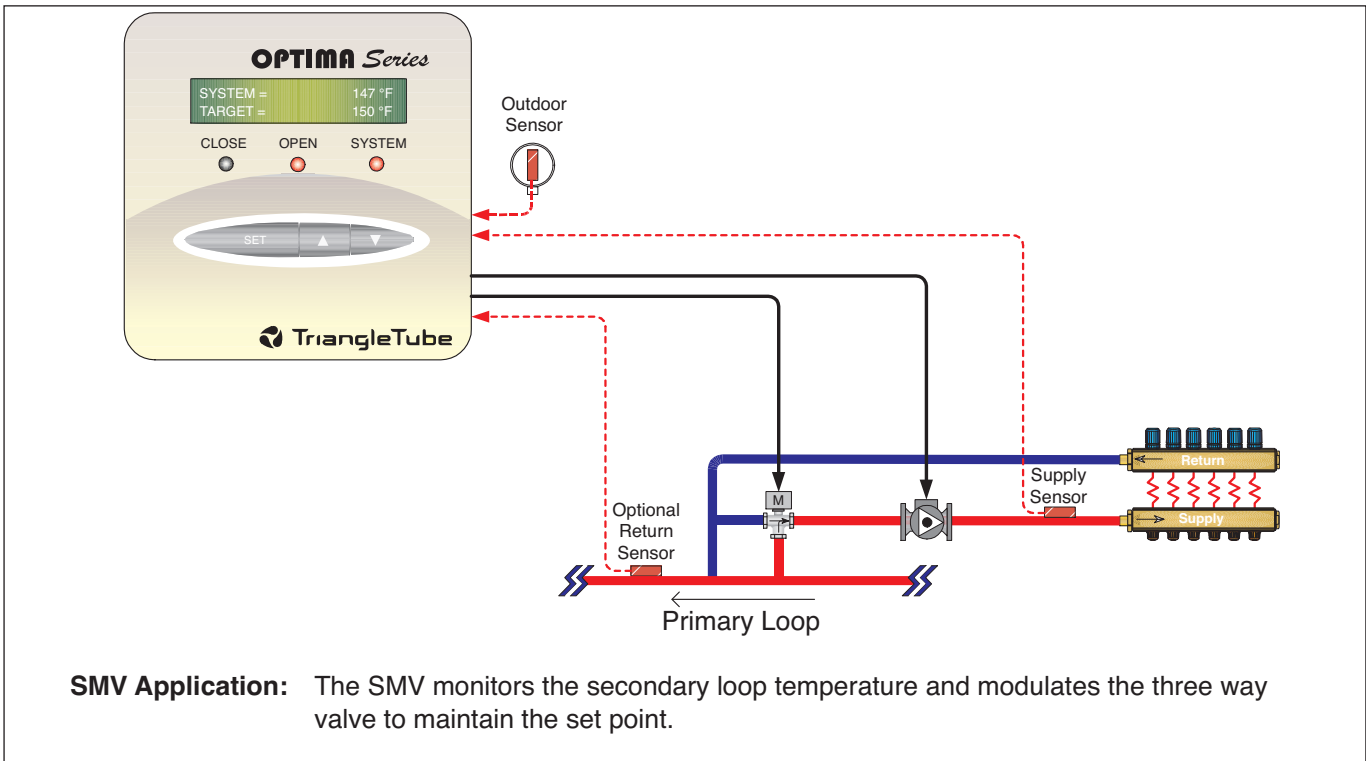 OPTIMA Series
SYSTEM = 147 °F
TARGET = 150 °F
CLOSE OPEN SYSTEM
SET
TriangleTube
Outdoor
Sensor
Optional
Return
Sensor
M
Supply
Sensor
Return
Supply
Primary Loop
SMV Application: The SMV monitors the secondary loop temperature and modulates the three way
valve to maintain the set point.